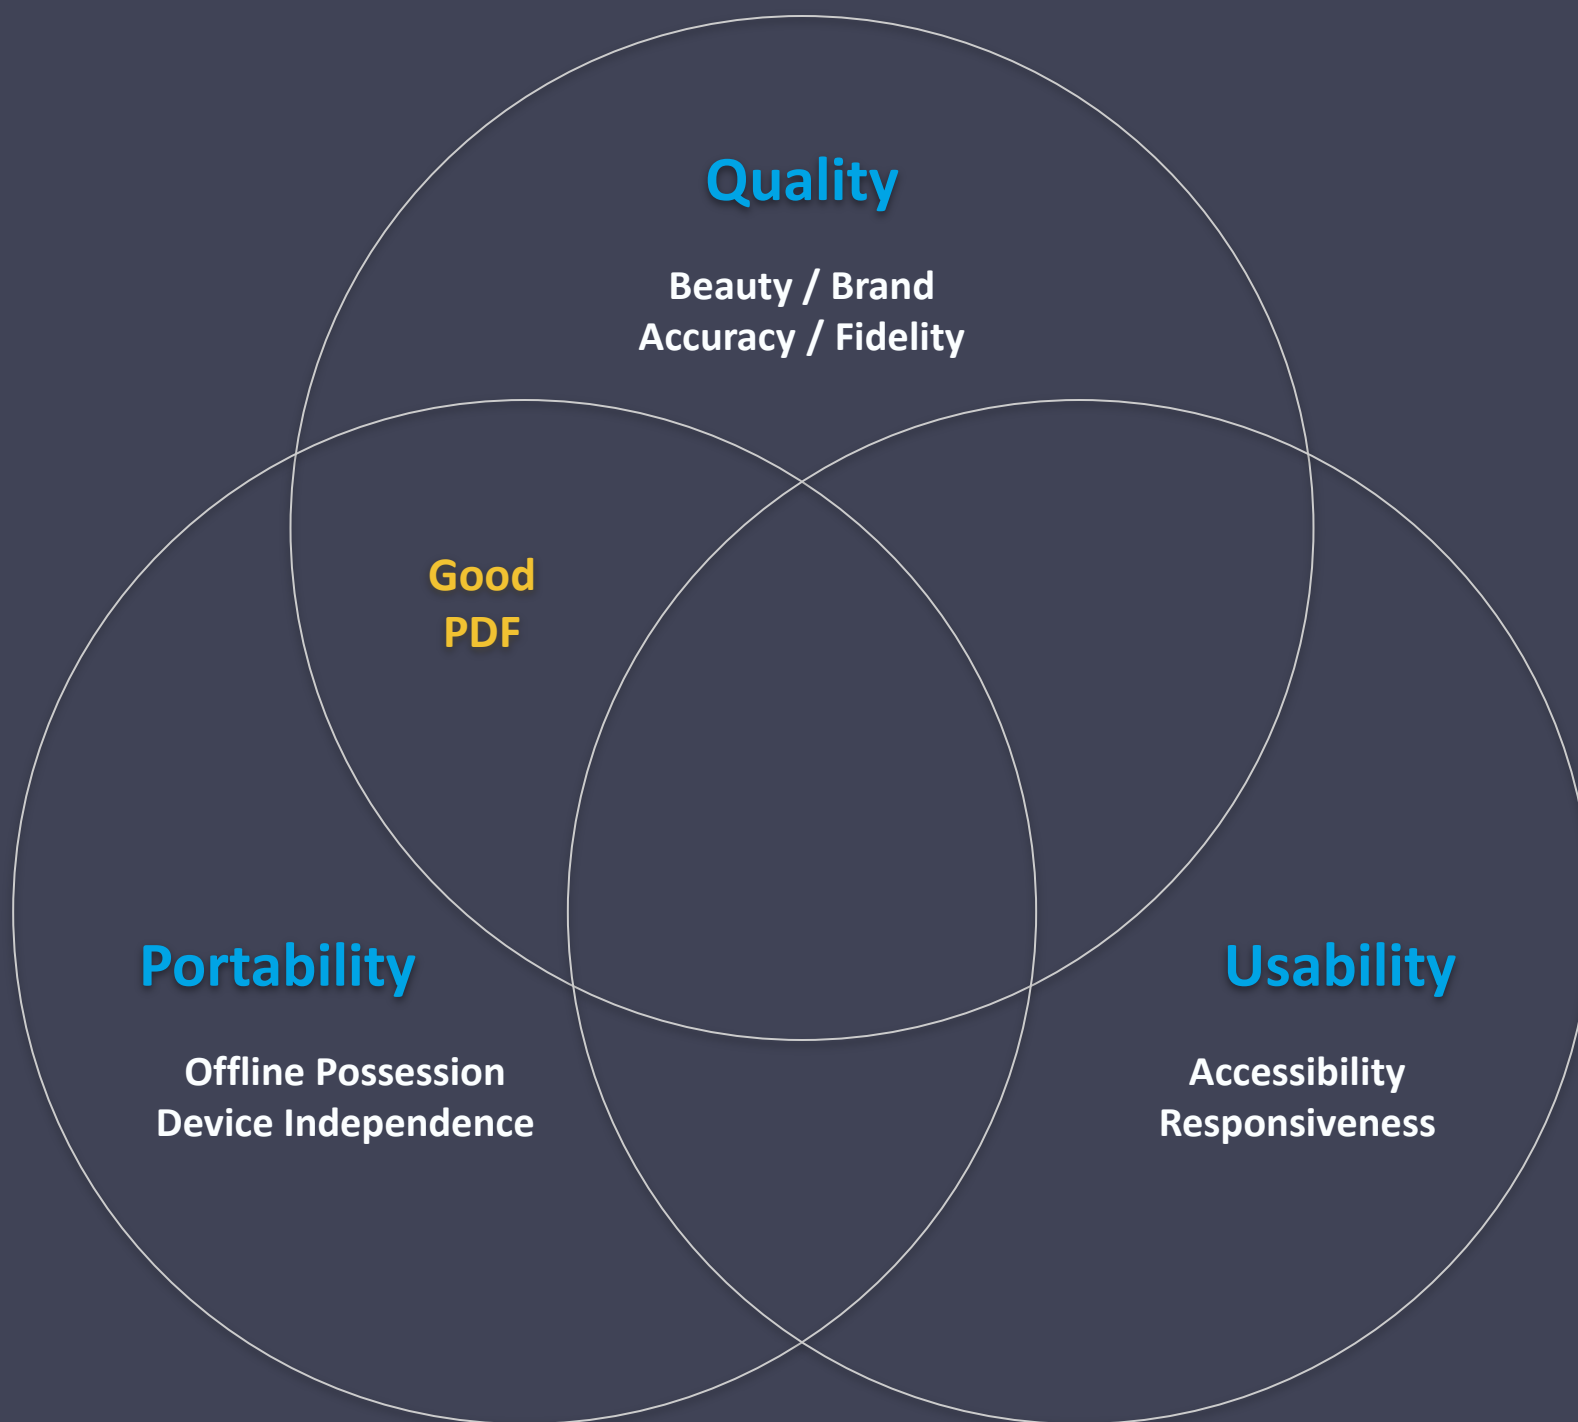 Quality
Beauty / Brand
Accuracy / Fidelity
Good
PDF
Portability
Offline Possession
Device Independence
Usability
Accessibility
Responsiveness